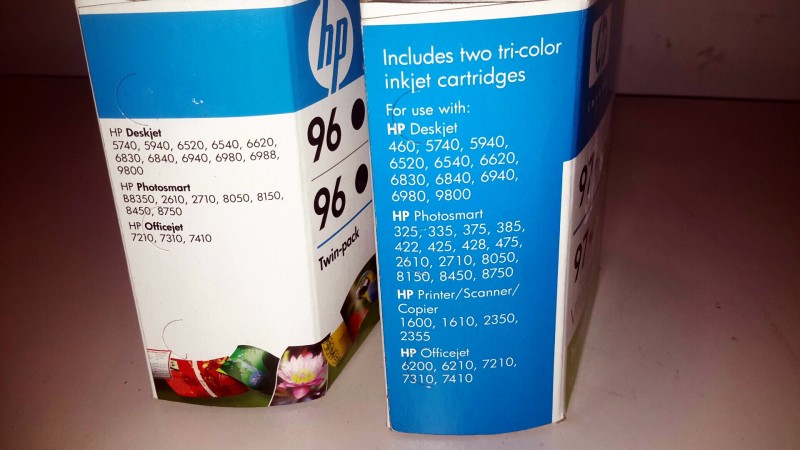 hp
96
96
Twin-pack
HP Deskjet
5740, 5940, 6520, 6540, 6620,
6830, 6840, 6940, 6980, 6988,
9800
HP Photosmart
B8350, 2610, 2710, 8050, 8150,
8450, 8750
HP Officejet
7210, 7310, 7410
Includes two tri-color
inkjet cartridges
For use with:
HP Deskjet
460, 5740, 5940,
6520, 6540, 6620,
6830, 6840, 6940,
6980, 9800
HP Photosmart
325, 335, 375, 385,
422, 425, 428, 475,
2610, 2710, 8050,
8150, 8450, 8750
HP Printer/Scanner/
Copier
1600, 1610, 2350,
2355
HP Officejet
6200, 6210, 7210,
7310, 7410
97
97